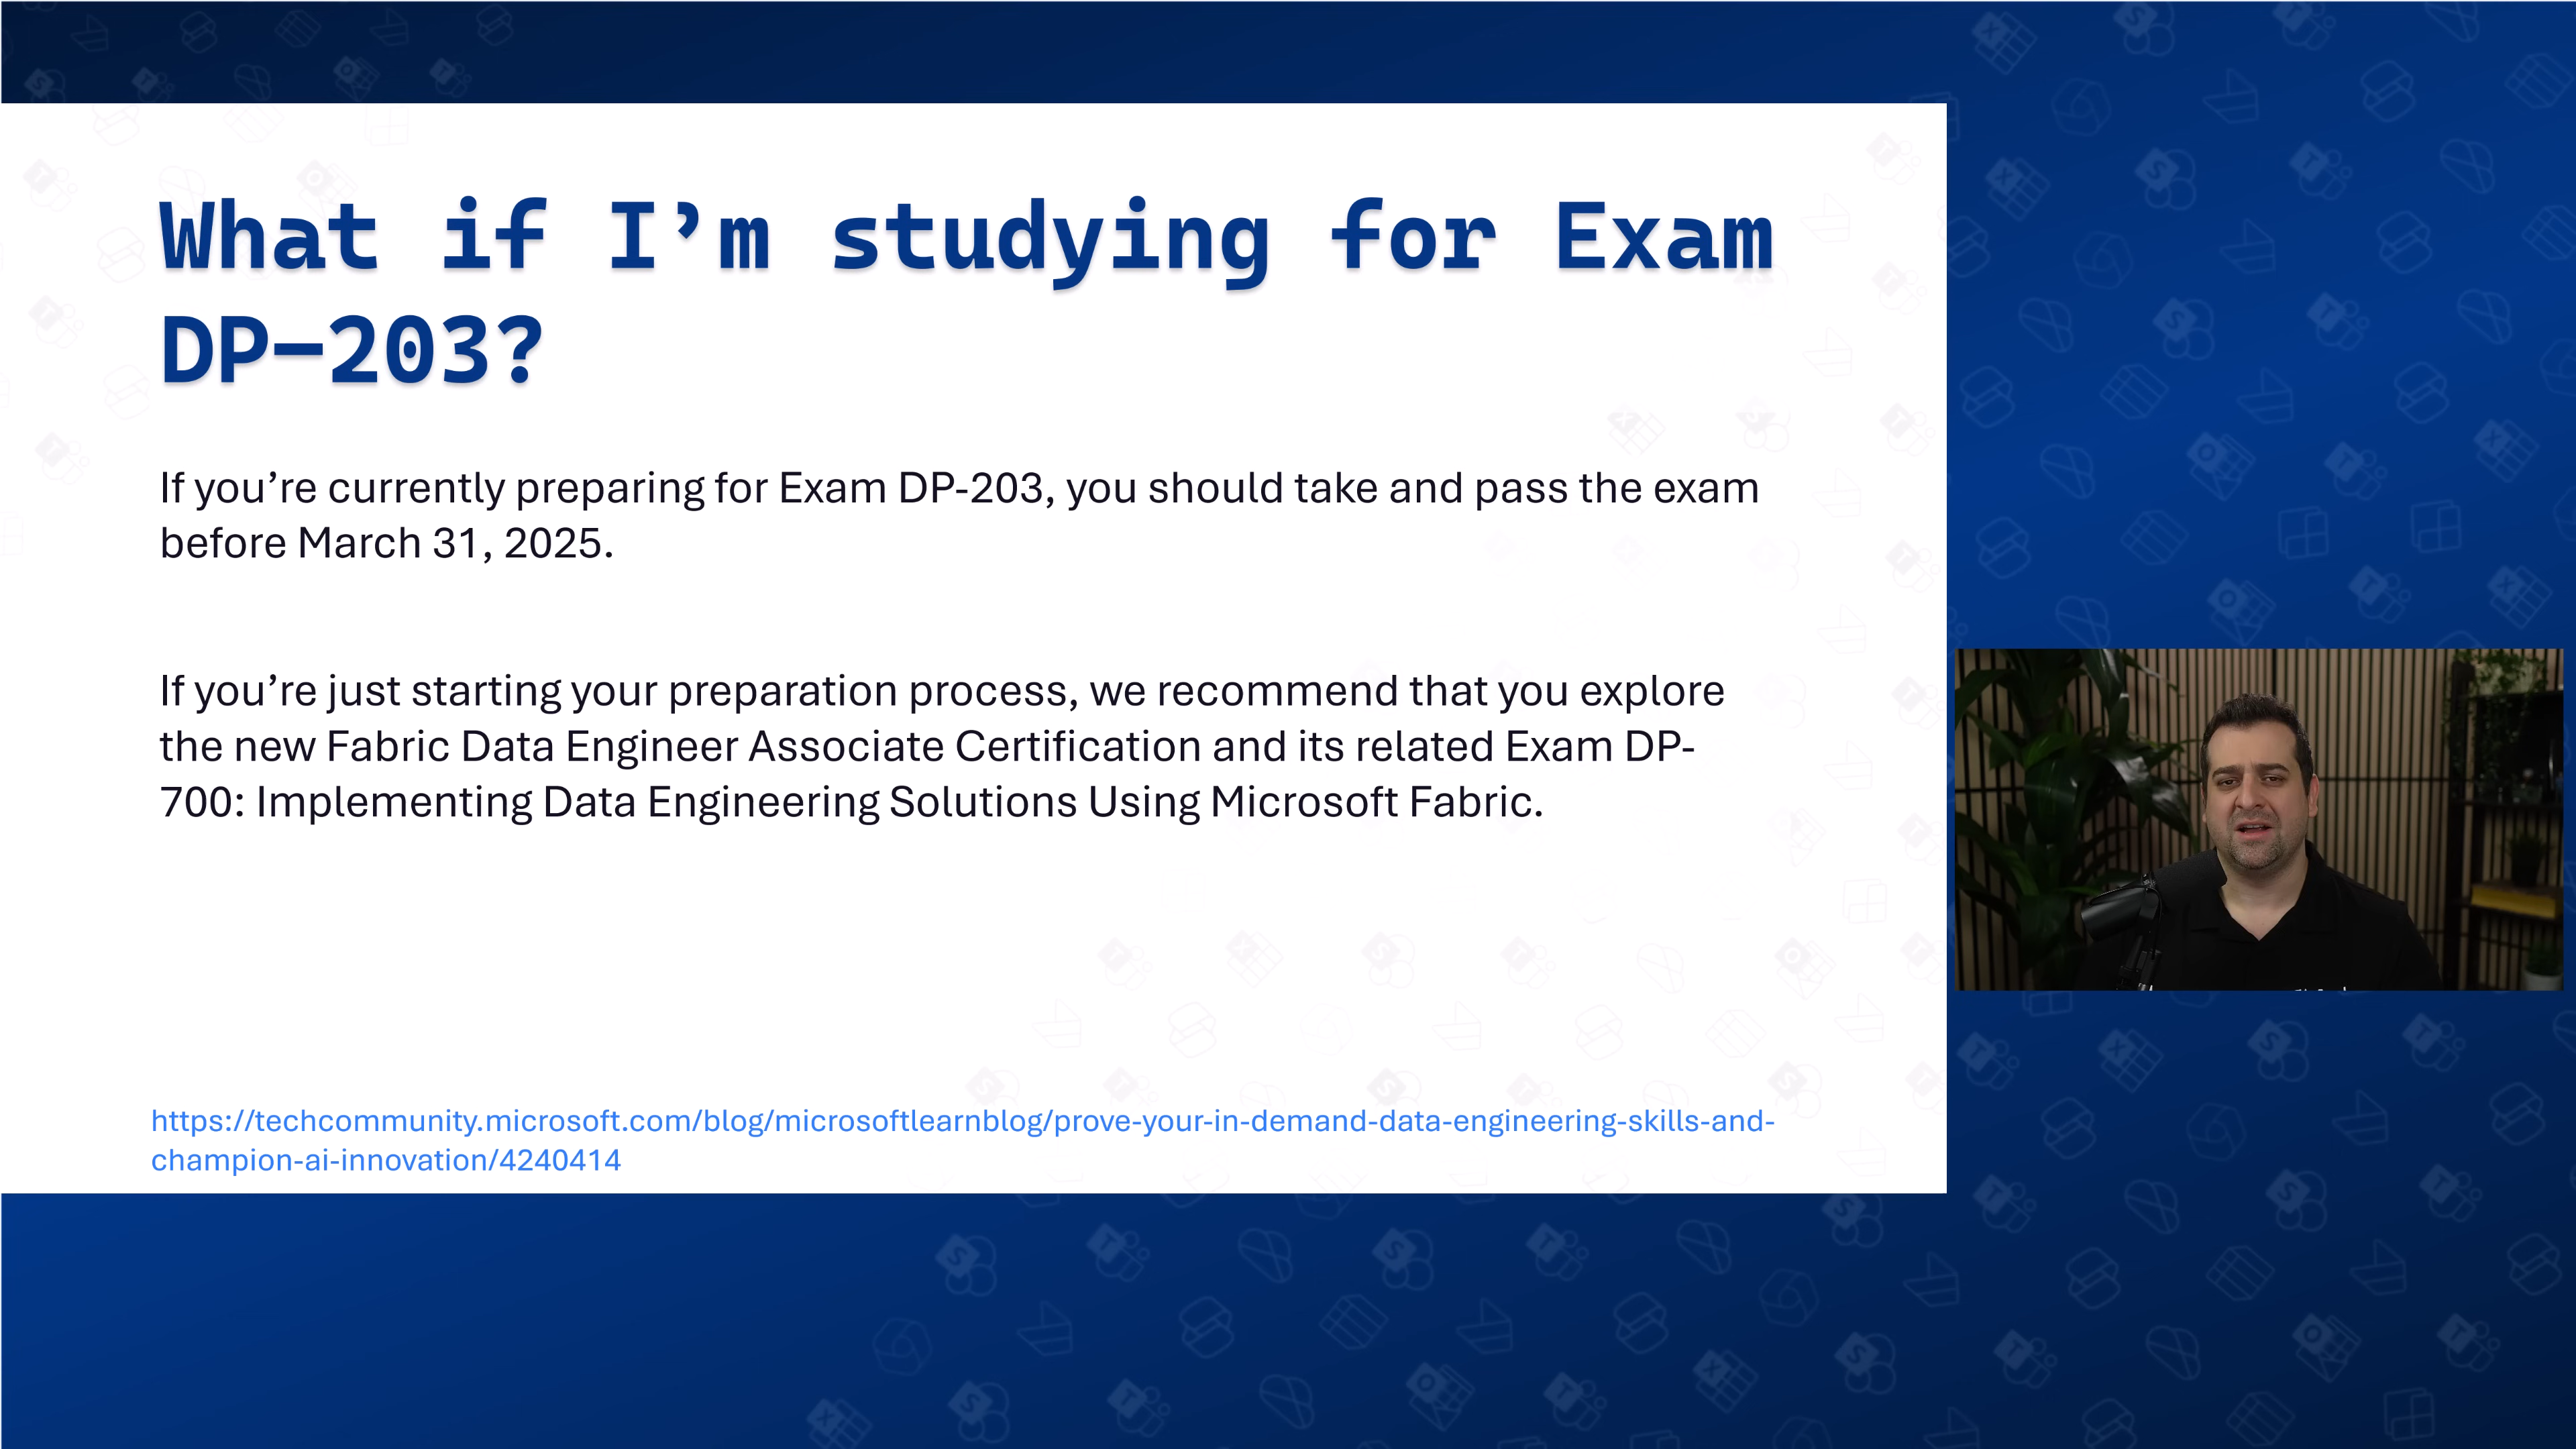 What if I’m studying for Exam
DP-203?
If you’re currently preparing for Exam DP-203, you should take and pass the exam
before March 31, 2025.
If you’re just starting your preparation process, we recommend that you explore
the new Fabric Data Engineer Associate Certification and its related Exam DP-
700: Implementing Data Engineering Solutions Using Microsoft Fabric.
https://techcommunity.microsoft.com/blog/microsoftlearnblog/prove-your-in-demand-data-engineering-skills-and-
champion-ai-innovation/4240414